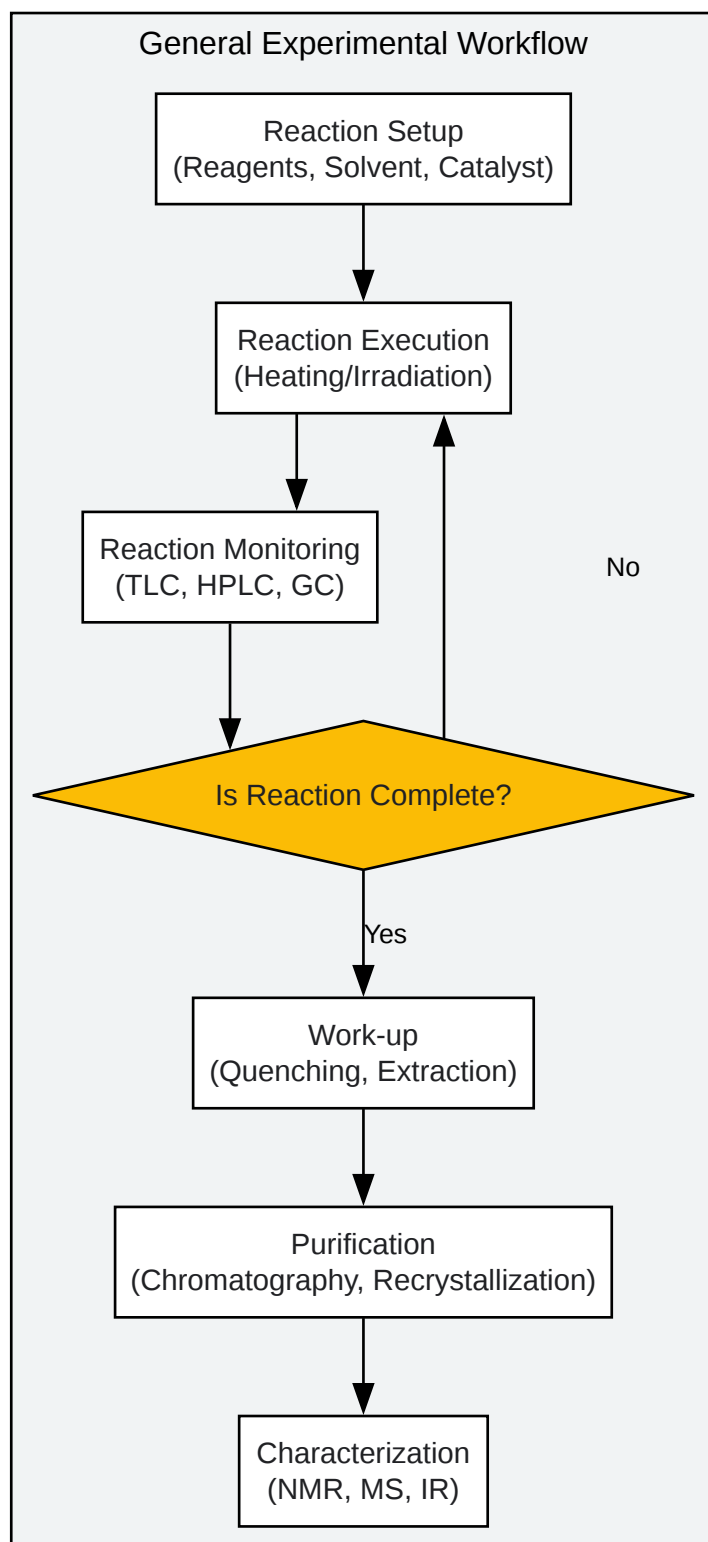 General Experimental Workflow
Reaction Setup
(Reagents, Solvent, Catalyst)
Reaction Execution
(Heating/Irradiation)
Reaction Monitoring
(TLC, HPLC, GC)
No
Is Reaction Complete?
Yes
Work-up
(Quenching, Extraction)
Purification
(Chromatography, Recrystallization)
Characterization
(NMR, MS, IR)